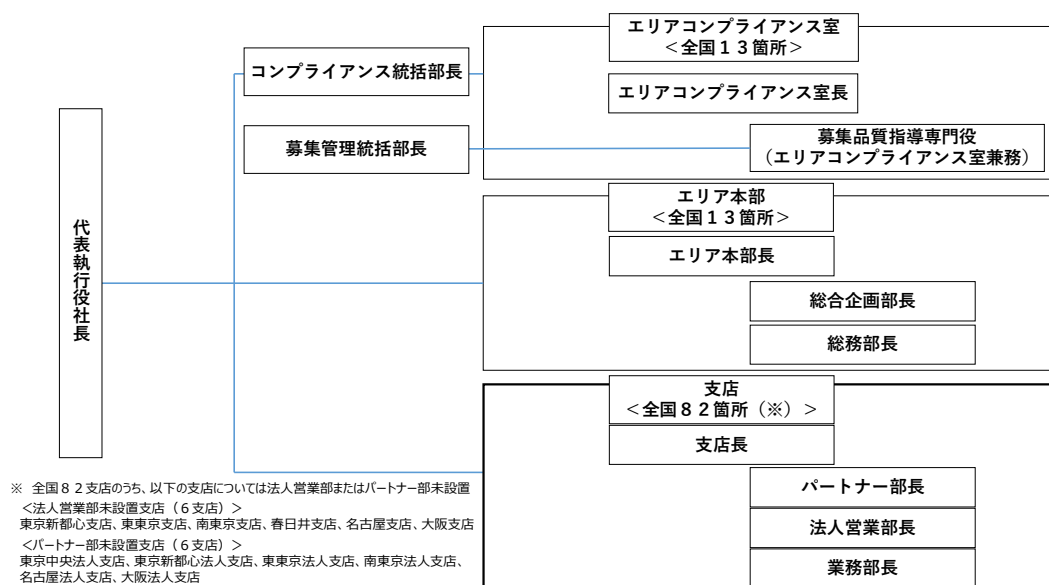 代表執行役社長
コンプライアンス統括部長
募集管理統括部長
エリアコンプライアンス室
＜全国１３箇所＞
エリアコンプライアンス室長
募集品質指導専門役
（エリアコンプライアンス室兼務）
エリア本部
＜全国１３箇所＞
エリア本部長
総合企画部長
総務部長
支店
＜全国８２箇所（※）＞
支店長
パートナー部長
法人営業部長
業務部長
※　全国８２支店のうち、以下の支店については法人営業部またはパートナー部未設置
＜法人営業部未設置支店（６支店）＞
東京新都心支店、東東京支店、南東京支店、春日井支店、名古屋支店、大阪支店
＜パートナー部未設置支店（６支店）＞
東京中央法人支店、東京新都心法人支店、東東京法人支店、南東京法人支店、
名古屋法人支店、大阪法人支店